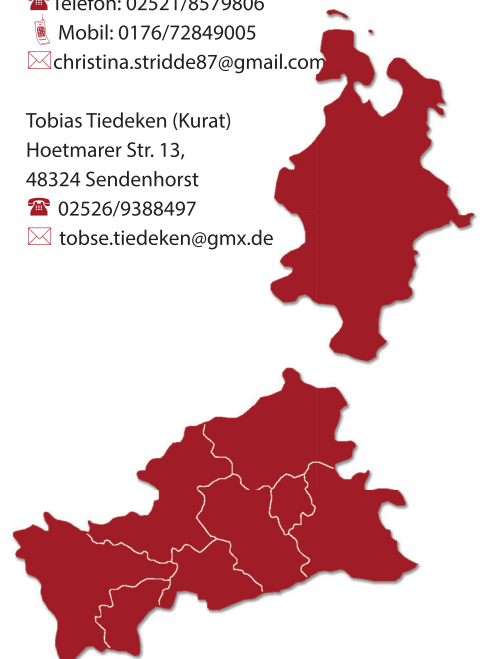 Telefon: 02521/8579806
Mobil: 0176/72849005
christina.stridde87@gmail.com
Tobias Tiedeken (Kurat)
Hoetmarer Str. 13,
48324 Sendenhorst
02526/9388497
tobse.tiedeken@gmx.de